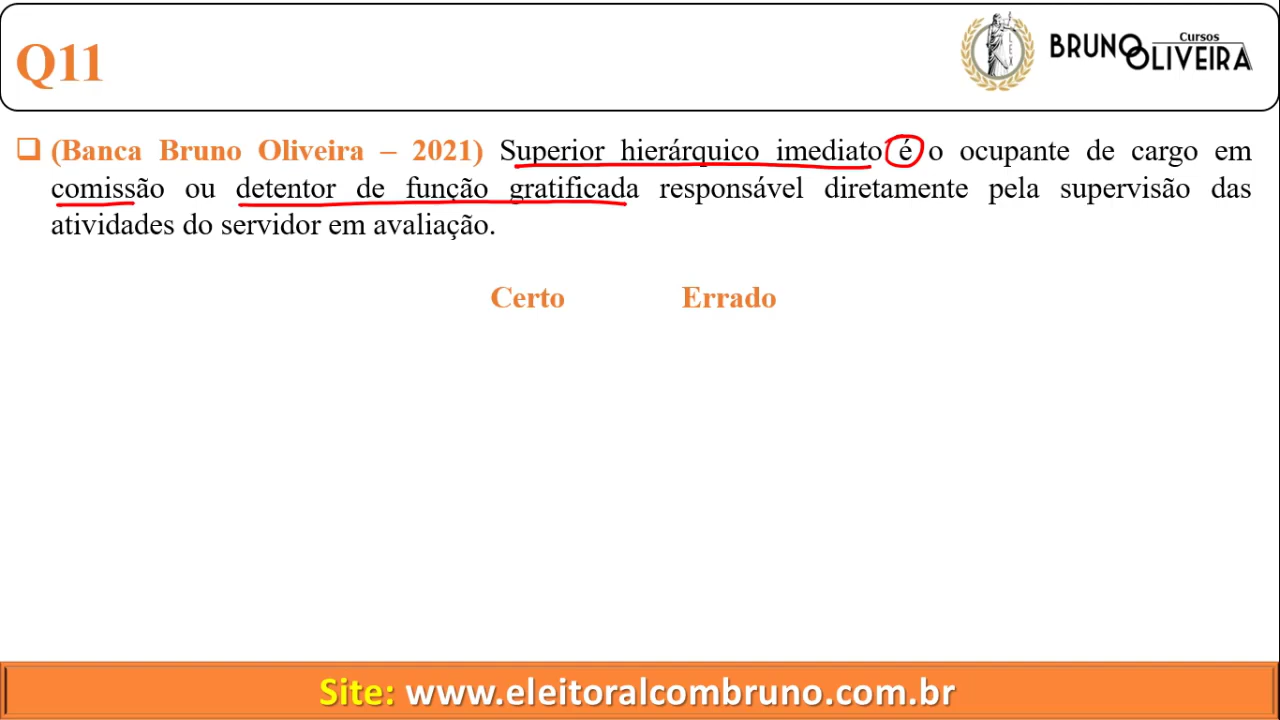 Q11
Cursos
BRUNO
OLIVEIRA
(Banca Bruno Oliveira – 2021) Superior hierárquico imediato é o ocupante de cargo em
comissão ou detentor de função gratificada responsável diretamente pela supervisão das
atividades do servidor em avaliação.
Certo Errado
Site: www.eleitoralcombruno.com.br